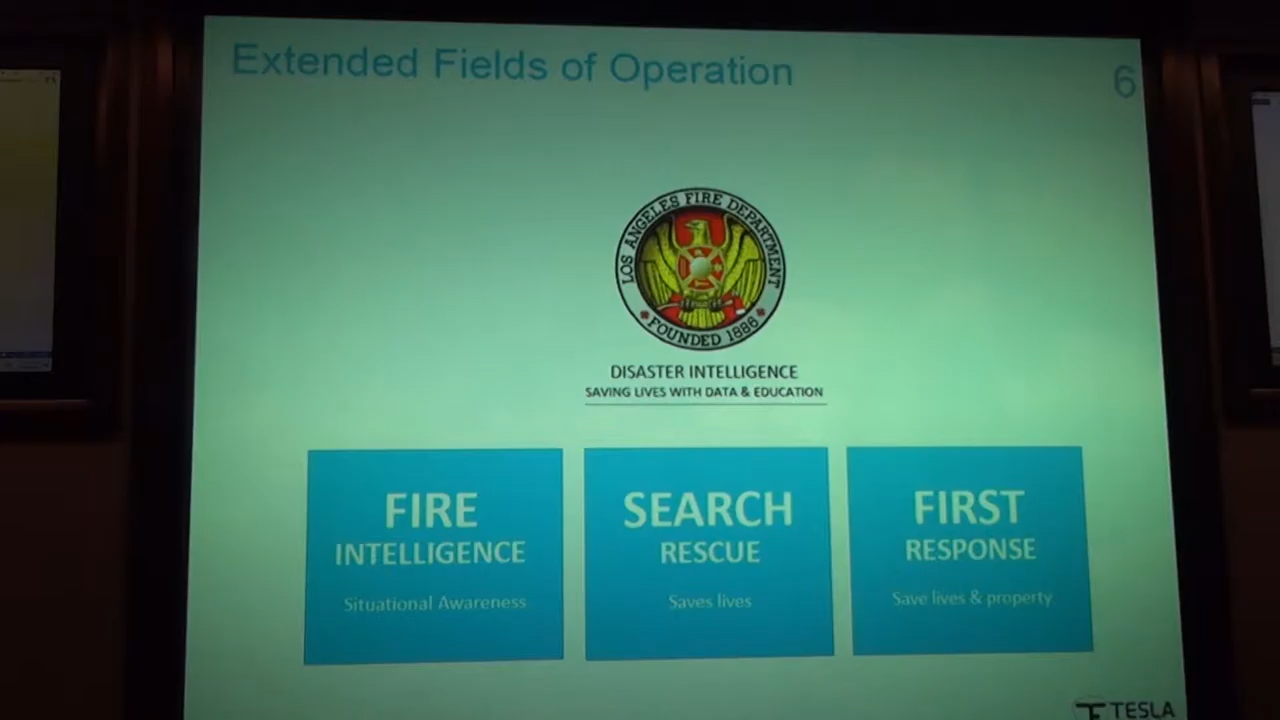 Extended Fields of Operation
6
LOS ANGELES FIRE DEPARTMENT
FOUNDED 1886
DISASTER INTELLIGENCE
SAVING LIVES WITH DATA & EDUCATION
FIRE
INTELLIGENCE
Situational Awareness
SEARCH
RESCUE
Saves lives
FIRST
RESPONSE
Save lives & property
TESLA